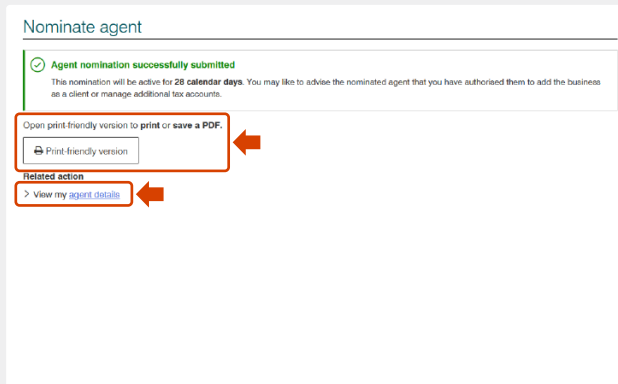 Nominate agent
Agent nomination successfully submitted
This nomination will be active for 28 calendar days. You may like to advise the nominated agent that you have authorised them to add the business
as a client or manage additional tax accounts.
Open print-friendly version to print or save a PDF.
Print-friendly version
Related action
> View my agent details